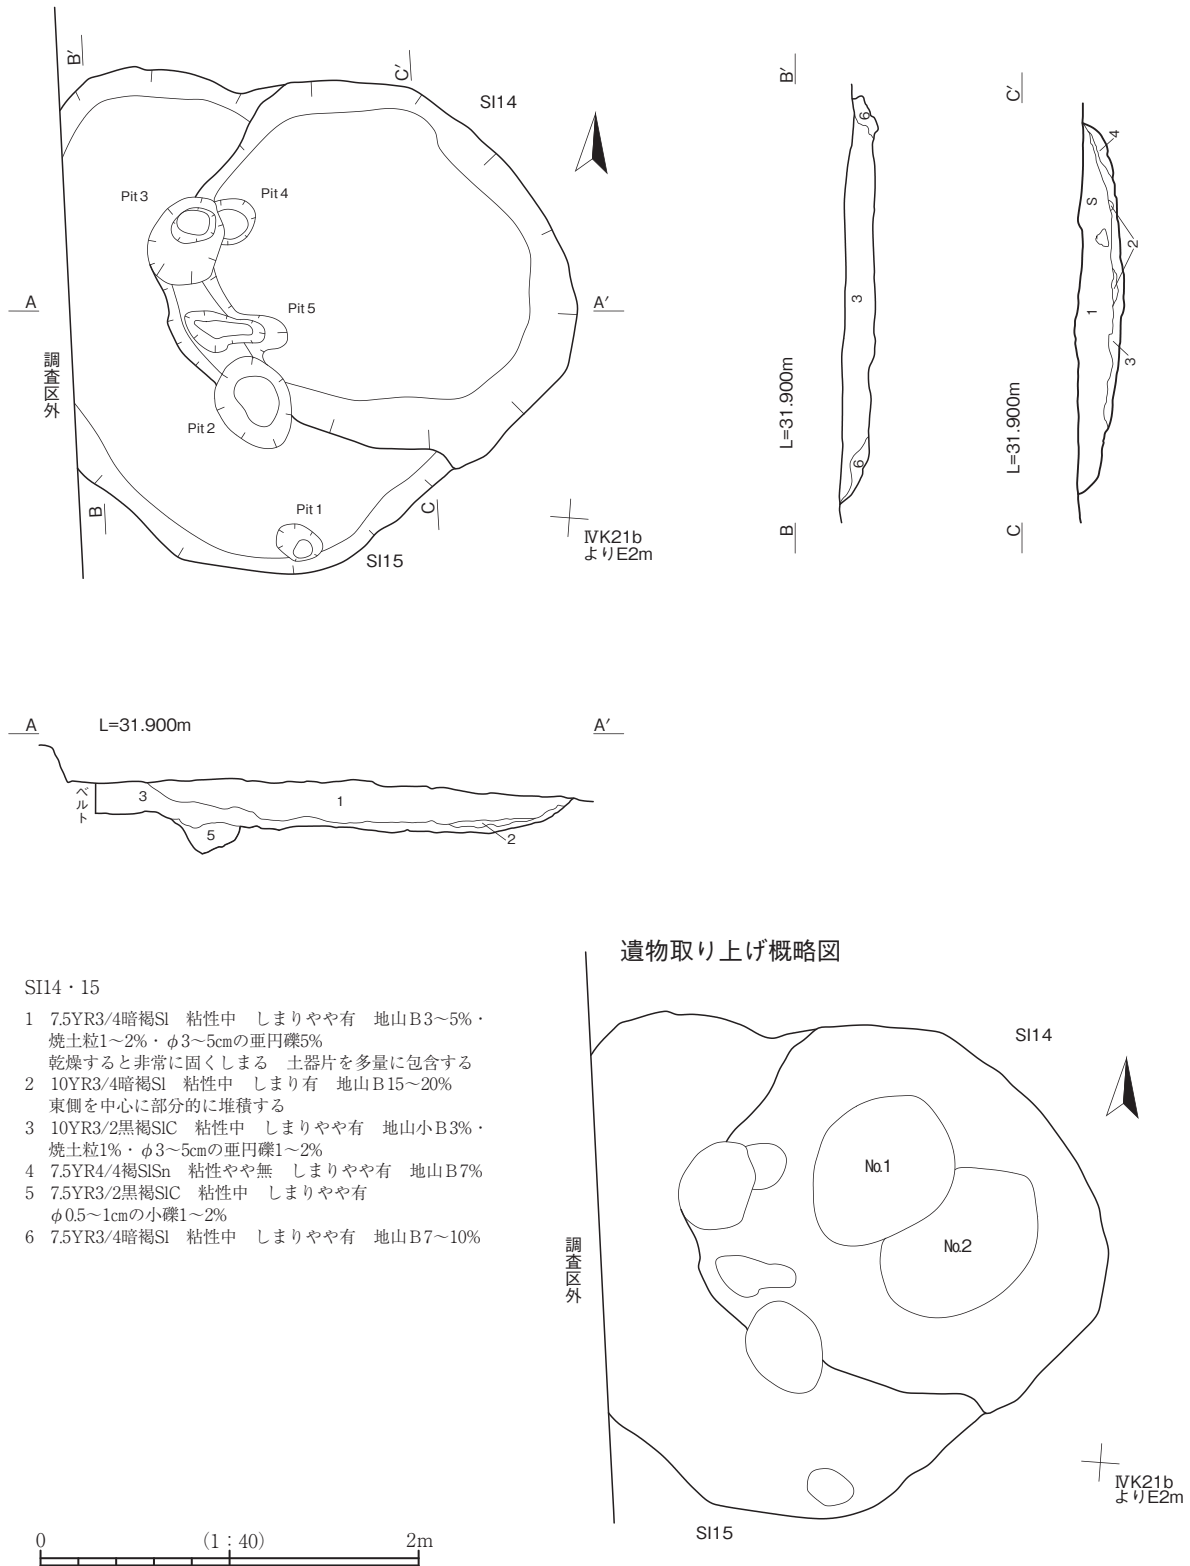 B′
C′
SI14
Pit 3
Pit 4
A
A′
Pit 5
調査区外
Pit 2
B
C
Pit 1
SI15
ⅣK21b
よりE2m
B′
6
3
L=31.900m
6
B
C′
4
S
2
1
3
L=31.900m
C
A
L=31.900m
A′
ベルト
3
1
5
2
SI14・15
1 7.5YR3/4暗褐Sl 粘性中 しまりやや有 地山B3~5%・
焼土粒1~2%・φ3~5cmの亜円礫5%
乾燥すると非常に固くしまる 土器片を多量に包含する
2 10YR3/4暗褐Sl 粘性中 しまり有 地山B15~20%
東側を中心に部分的に堆積する
3 10YR3/2黒褐SlC 粘性中 しまりやや有 地山小B3%・
焼土粒1%・φ3~5cmの亜円礫1~2%
4 7.5YR4/4褐SlSn 粘性やや無 しまりやや有 地山B7%
5 7.5YR3/2黒褐SlC 粘性中 しまりやや有
φ0.5~1cmの小礫1~2%
6 7.5YR3/4暗褐Sl 粘性中 しまりやや有 地山B7~10%
遺物取り上げ概略図
SI14
No.1
No.2
調査区外
ⅣK21b
よりE2m
SI15
0 (1:40) 2m